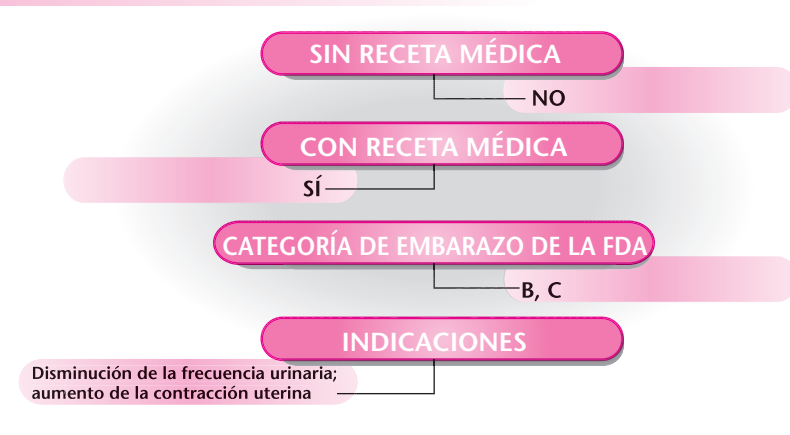 SIN RECETA MÉDICA
NO
CON RECETA MÉDICA
SÍ
CATEGORÍA DE EMBARAZO DE LA FDA
B, C
INDICACIONES
Disminución de la frecuencia urinaria;
aumento de la contracción uterina